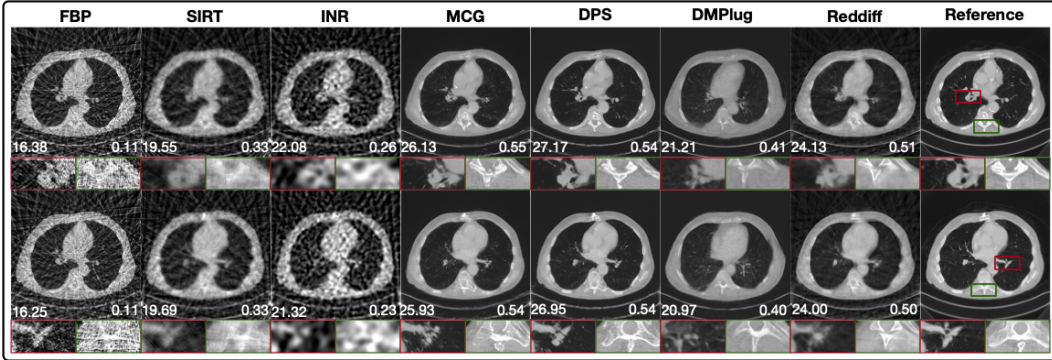 FBP SIRT INR MCG DPS DMPlug Reddiff Reference
16.38 0.11 19.55 0.33 22.08 0.26 26.13 0.55 27.17 0.54 21.21 0.41 24.13 0.51
16.25 0.11 19.69 0.33 21.32 0.23 25.93 0.54 26.95 0.54 20.97 0.40 24.00 0.50